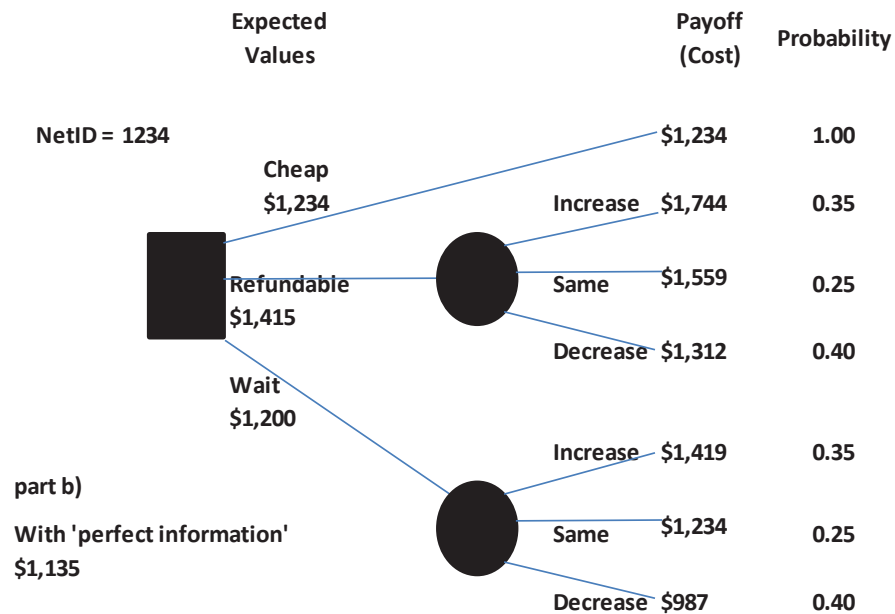 Expected
Values
Payoff
(Cost)
Probability
NetID = 1234
$1,234 1.00
Cheap
$1,234
Increase $1,744 0.35
Refundable
$1,415
Same $1,559 0.25
Decrease $1,312 0.40
Wait
$1,200
Increase $1,419 0.35
part b)
With 'perfect information'
$1,135
Same $1,234 0.25
Decrease $987 0.40